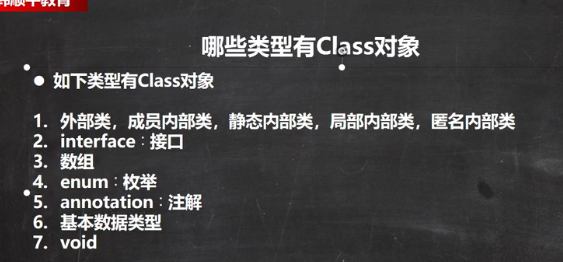 韩顺平教育
哪些类型有Class对象
● 如下类型有Class对象
1. 外部类，成员内部类，静态内部类，局部内部类，匿名内部类
2. interface：接口
3. 数组
4. enum：枚举
5. annotation：注解
6. 基本数据类型
7. void